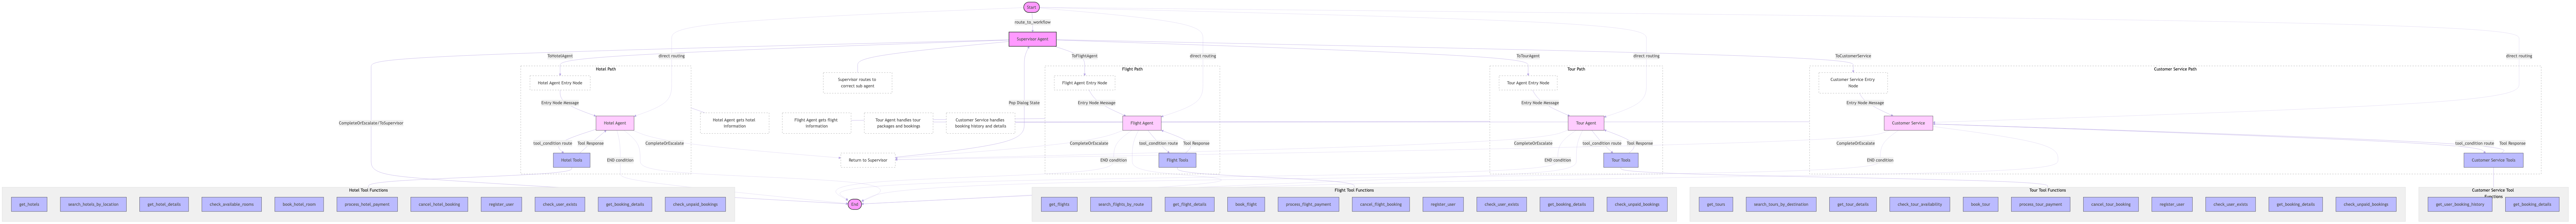 Start
route_to_workflow
Supervisor Agent
ToHotelAgent
direct routing
ToFlightAgent
direct routing
ToTourAgent
direct routing
ToCustomerService
direct routing
Hotel Path
Flight Path
Tour Path
Customer Service Path
Hotel Agent Entry Node
Supervisor routes to
correct sub agent
Flight Agent Entry Node
Tour Agent Entry Node
Customer Service Entry
Node
Entry Node Message
Pop Dialog State
Entry Node Message
Entry Node Message
Entry Node Message
CompleteOrEscalate/ToSupervisor
Hotel Agent
Hotel Agent gets hotel
information
Flight Agent gets flight
information
Tour Agent handles tour
packages and bookings
Customer Service handles
booking history and details
Flight Agent
Tour Agent
Customer Service
tool_condition route
Tool Response
CompleteOrEscalate
CompleteOrEscalate
tool_condition route
Tool Response
CompleteOrEscalate
tool_condition route
Tool Response
CompleteOrEscalate
tool_condition route
Tool Response
Hotel Tools
END condition
Return to Supervisor
END condition
Flight Tools
END condition
Tour Tools
END condition
Customer Service Tools
Hotel Tool Functions
Flight Tool Functions
Tour Tool Functions
Customer Service Tool
Functions
get_hotels
search_hotels_by_location
get_hotel_details
check_available_rooms
book_hotel_room
process_hotel_payment
cancel_hotel_booking
register_user
check_user_exists
get_booking_details
check_unpaid_bookings
End
get_flights
search_flights_by_route
get_flight_details
book_flight
process_flight_payment
cancel_flight_booking
register_user
check_user_exists
get_booking_details
check_unpaid_bookings
get_tours
search_tours_by_destination
get_tour_details
check_tour_availability
book_tour
process_tour_payment
cancel_tour_booking
register_user
check_user_exists
get_booking_details
check_unpaid_bookings
get_user_booking_history
get_booking_details